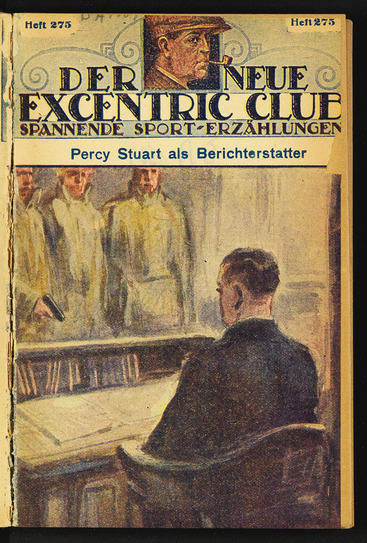 Heft 275
Heft 275
DER NEUE
EXCENTRIC CLUB
SPANNENDE SPORT-ERZÄHLUNGEN
Percy Stuart als Berichterstatter